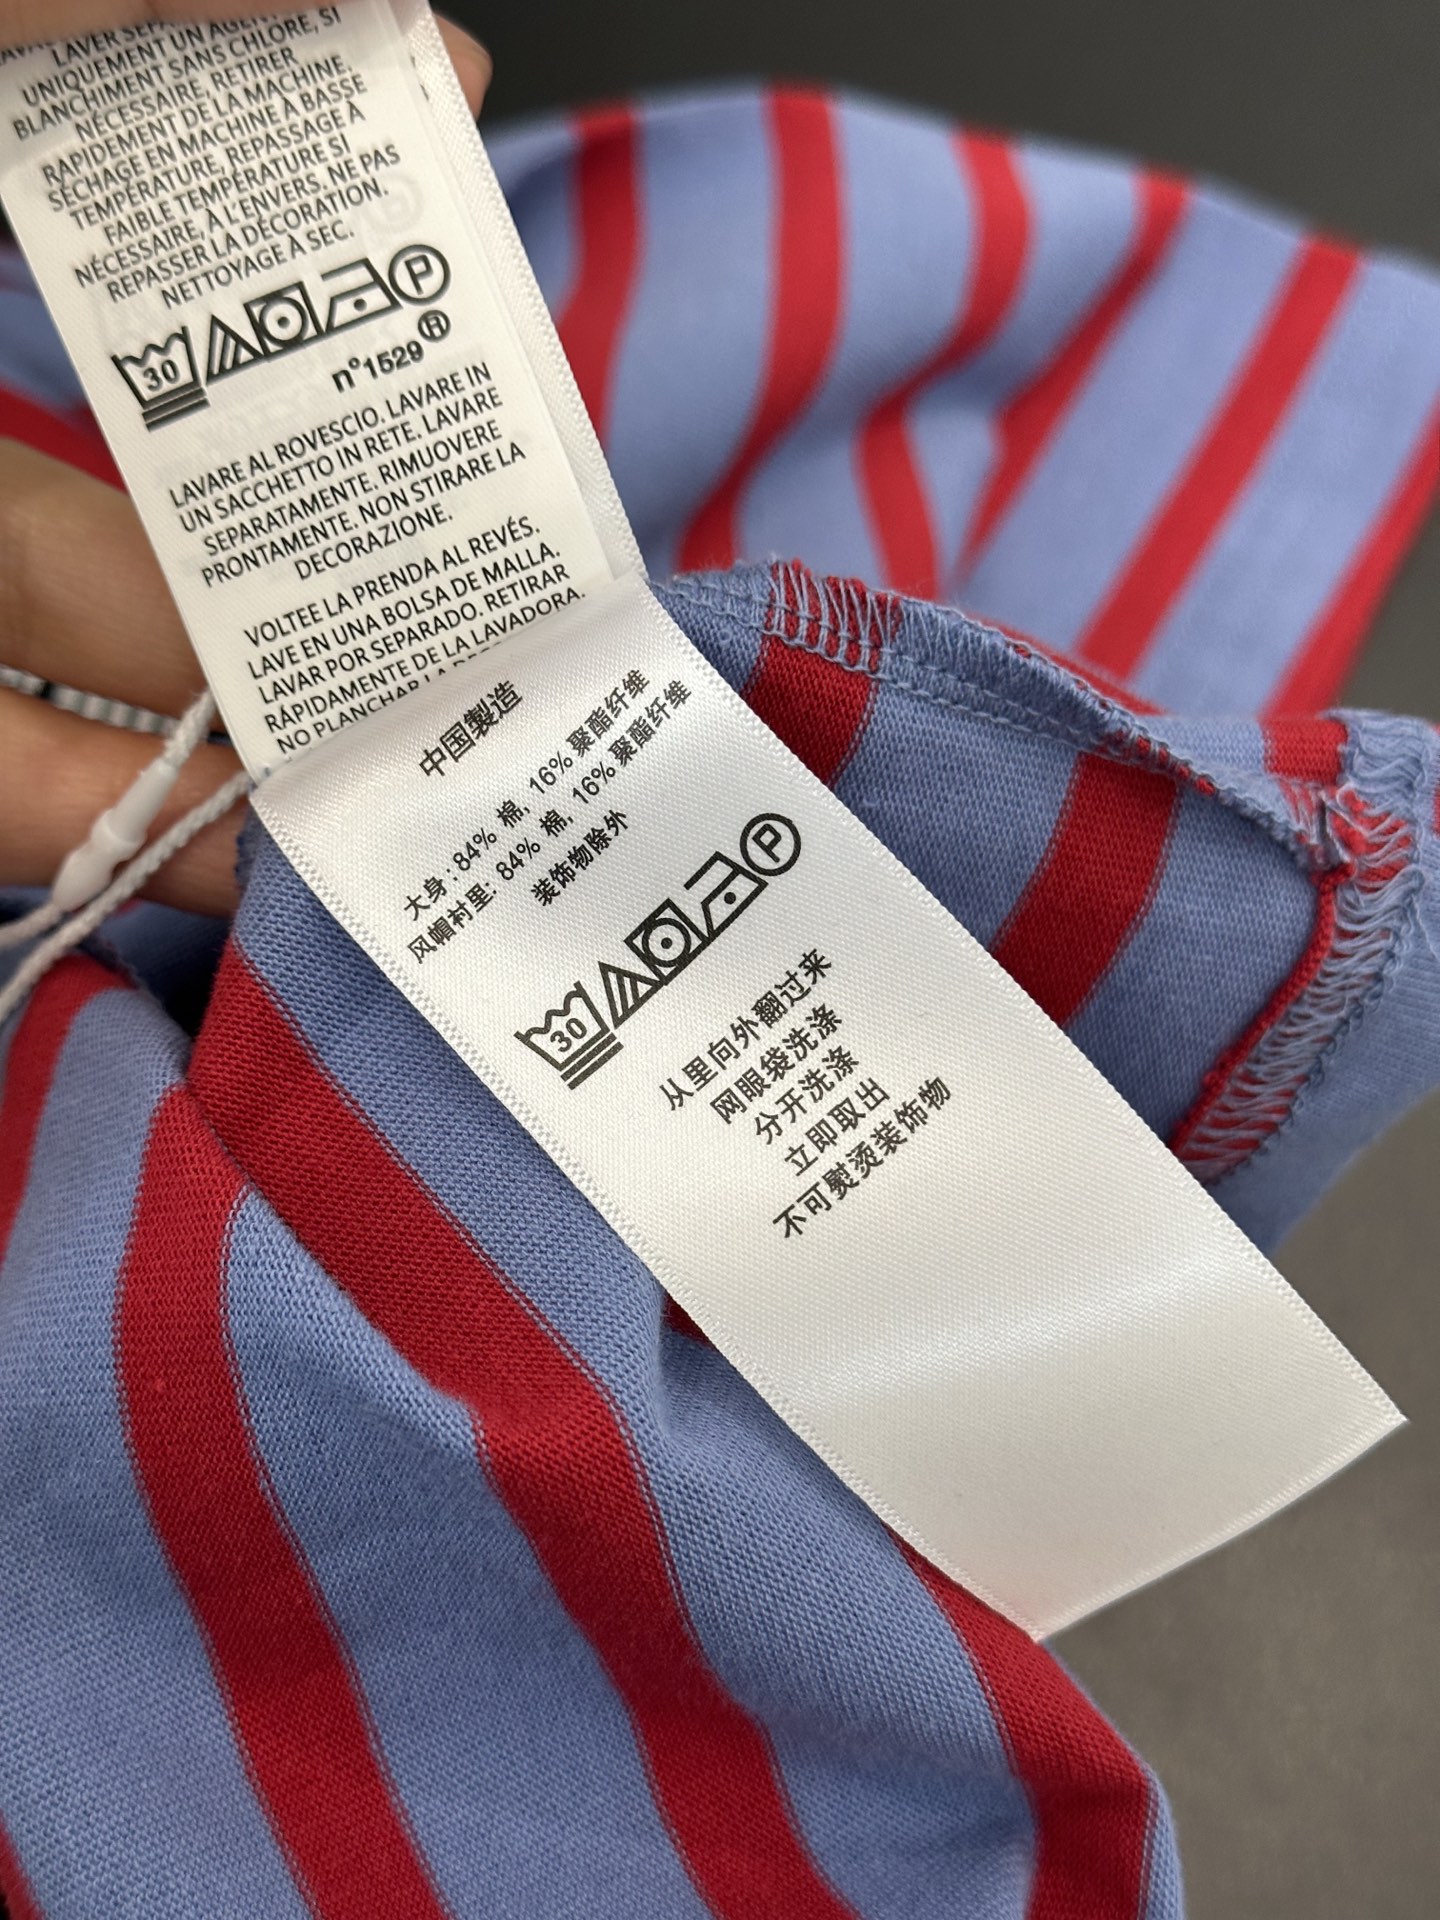 LAVER SÉPARÉ
UNIQUEMENT UN AGENT
BLANCHIMENT SANS CHLORE, SI
NÉCESSAIRE, RETIRER
RAPIDEMENT DE LA MACHINE.
SÉCHAGE EN MACHINE À BASSE
TEMPÉRATURE, REPASSAGE À
FAIBLE TEMPÉRATURE SI
NÉCESSAIRE, À L'ENVERS. NE PAS
REPASSER LA DÉCORATION.
NETTOYAGE À SEC.
30
P
n°1529®
LAVARE AL ROVESCIO. LAVARE IN
UN SACCHETTO IN RETE. LAVARE
SEPARATAMENTE. RIMUOVERE
PRONTAMENTE. NON STIRARE LA
DECORAZIONE.
VOLTEE LA PRENDA AL REVÉS.
LAVE EN UNA BOLSA DE MALLA.
LAVAR POR SEPARADO. RETIRAR
RÁPIDAMENTE DE LA LAVADORA.
NO PLANCHAR LA
中国製造
大身: 84% 棉, 16% 聚酯纤维
风帽衬里: 84% 棉, 16% 聚酯纤维
装饰物除外
30
P
从里向外翻过来
网眼袋洗涤
分开洗涤
立即取出
不可熨烫装饰物